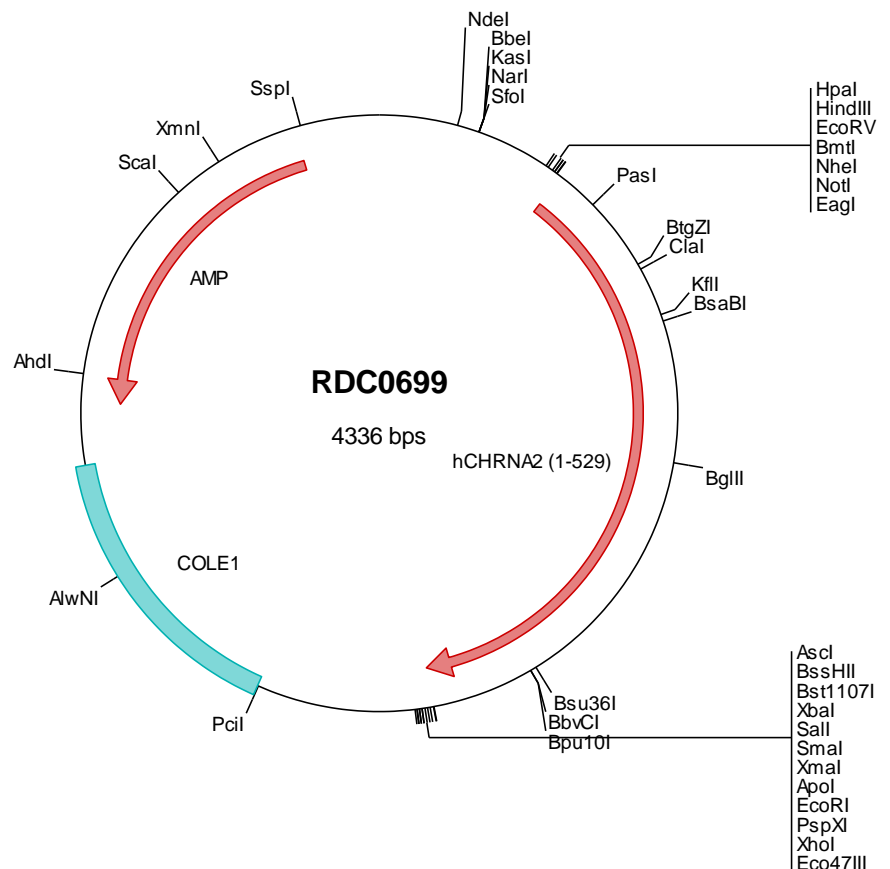 NdeI
BbeI
KasI
NarI
SfoI
SspI
XmnI
ScaI
HpaI
HindIII
EcoRV
BmtI
NheI
NotI
EagI
PasI
BtgZI
ClaI
KflI
BsaBI
AMP
AhdI
RDC0699
4336 bps
hCHRNA2 (1-529)
BglII
COLE1
AlwNI
PciI
Bsu36I
BbvCI
Bpu10I
AscI
BssHII
Bst1107I
XbaI
SalI
SmaI
XmaI
ApoI
EcoRI
PspXI
XhoI
Eco47III